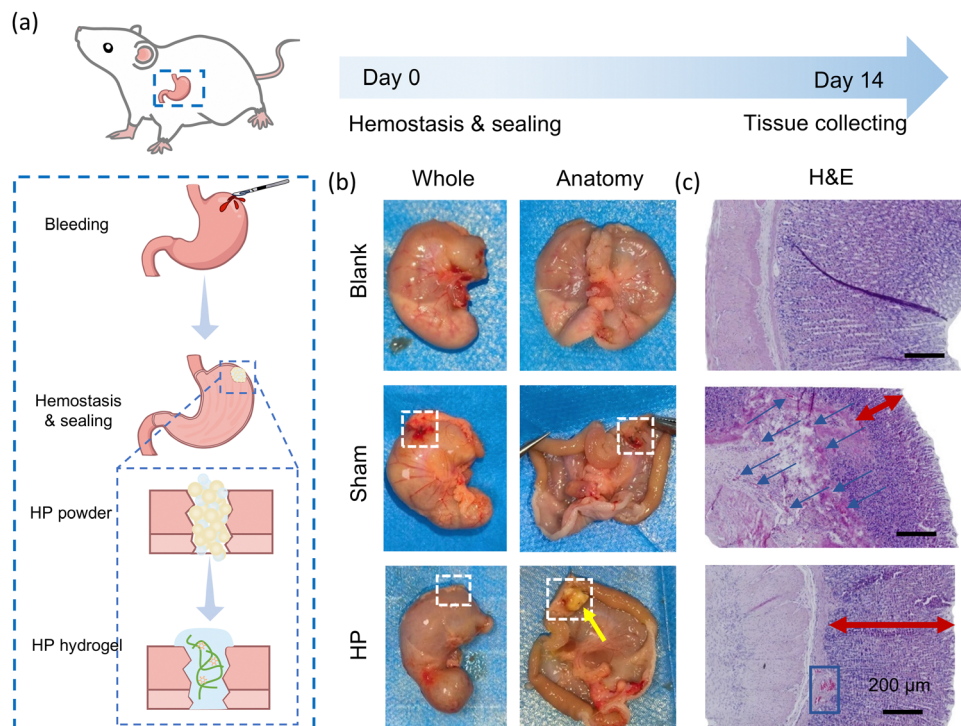 (a)
Day 0
Day 14
Hemostasis & sealing
Tissue collecting
Bleeding
Hemostasis
& sealing
HP powder
HP hydrogel
(b)
Whole
Anatomy
Blank
Sham
HP
(c)
H&E
200 μm